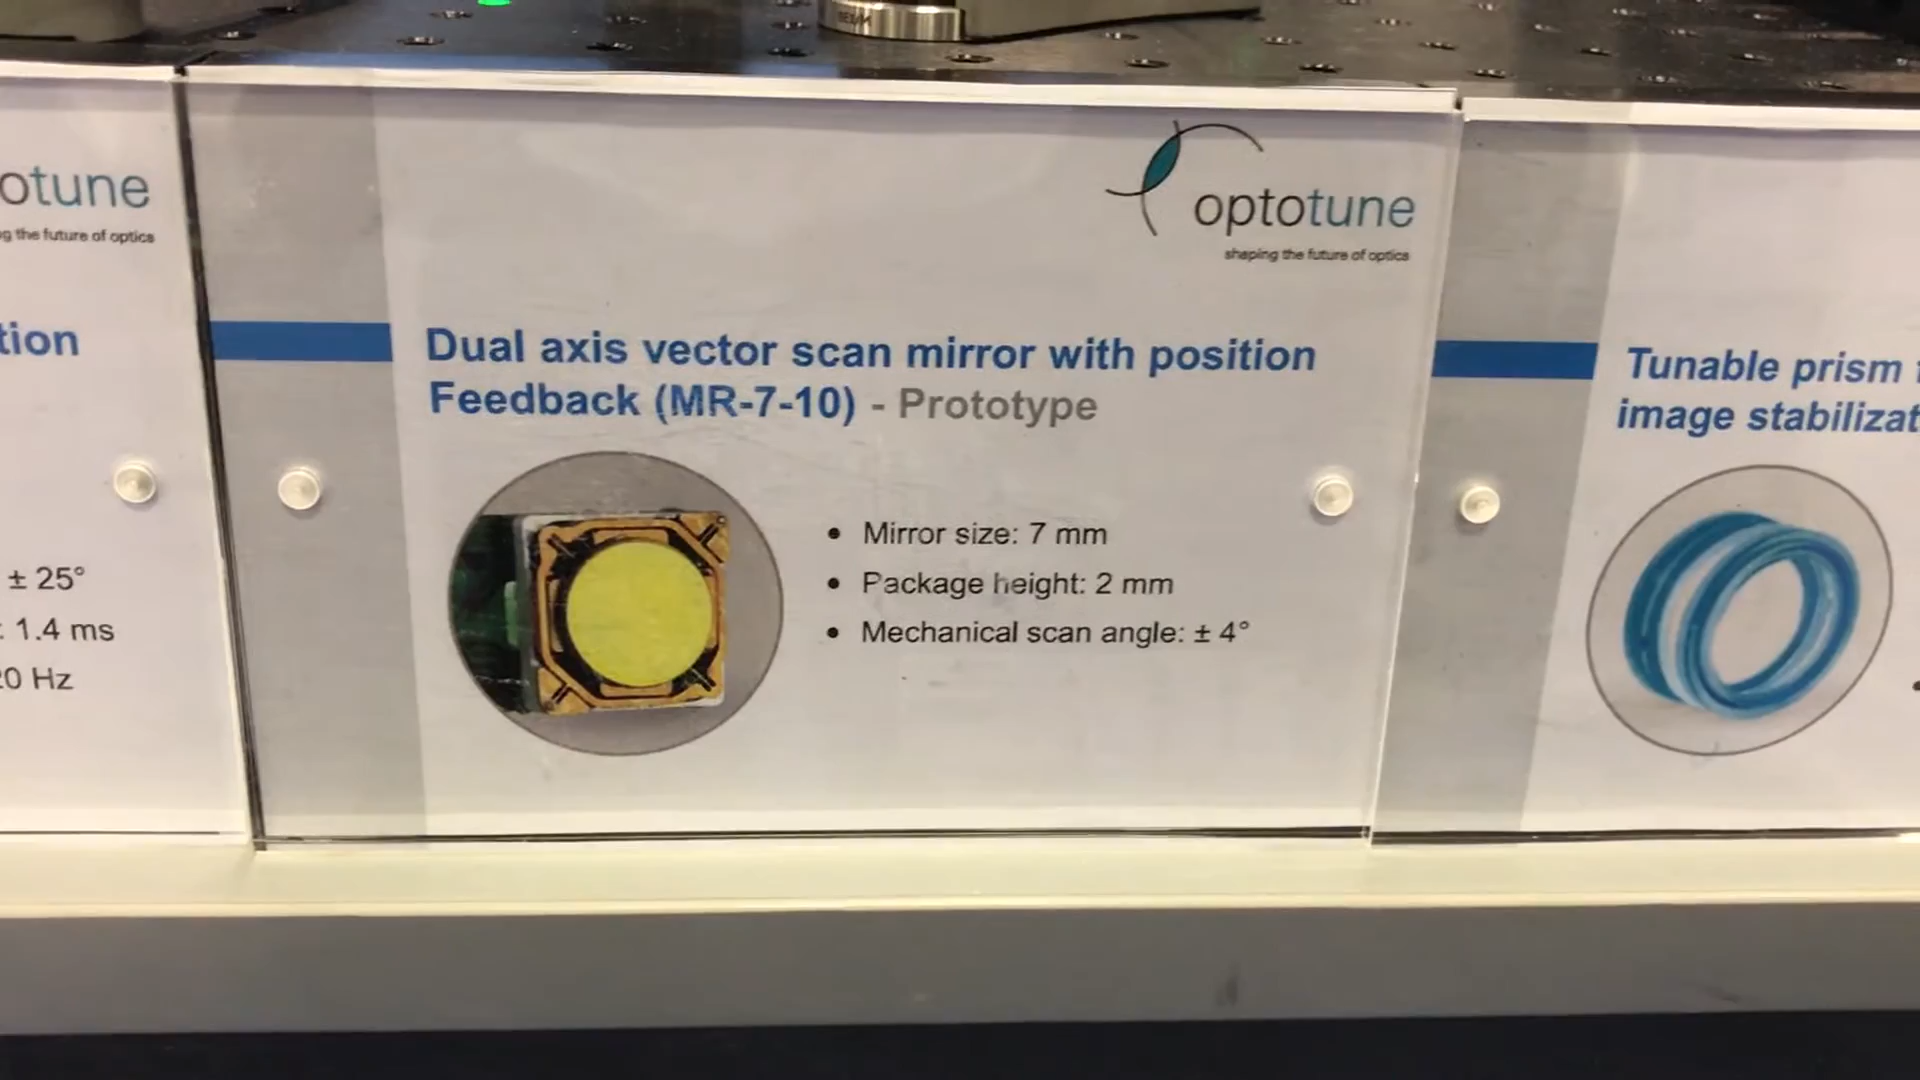 otune
g the future of optics
tion
± 25°
: 1.4 ms
20 Hz
optotune
shaping the future of optics
Dual axis vector scan mirror with position
Feedback (MR-7-10) - Prototype
• Mirror size: 7 mm
• Package height: 2 mm
• Mechanical scan angle: ± 4°
Tunable prism
image stabilizat